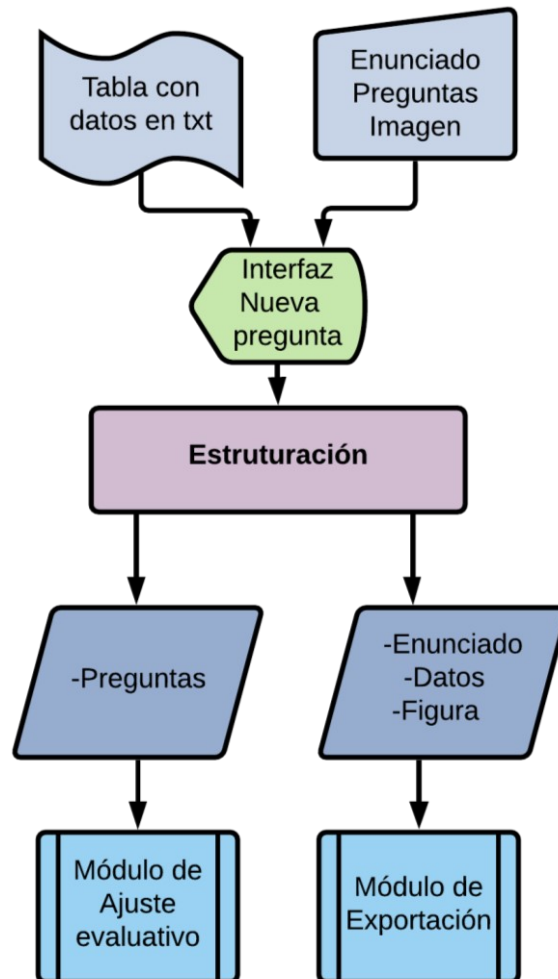 Tabla con
datos en txt
Enunciado
Preguntas
Imagen
Interfaz
Nueva
pregunta
Estruturación
-Preguntas
-Enunciado
-Datos
-Figura
Módulo de
Ajuste
evaluativo
Módulo de
Exportación